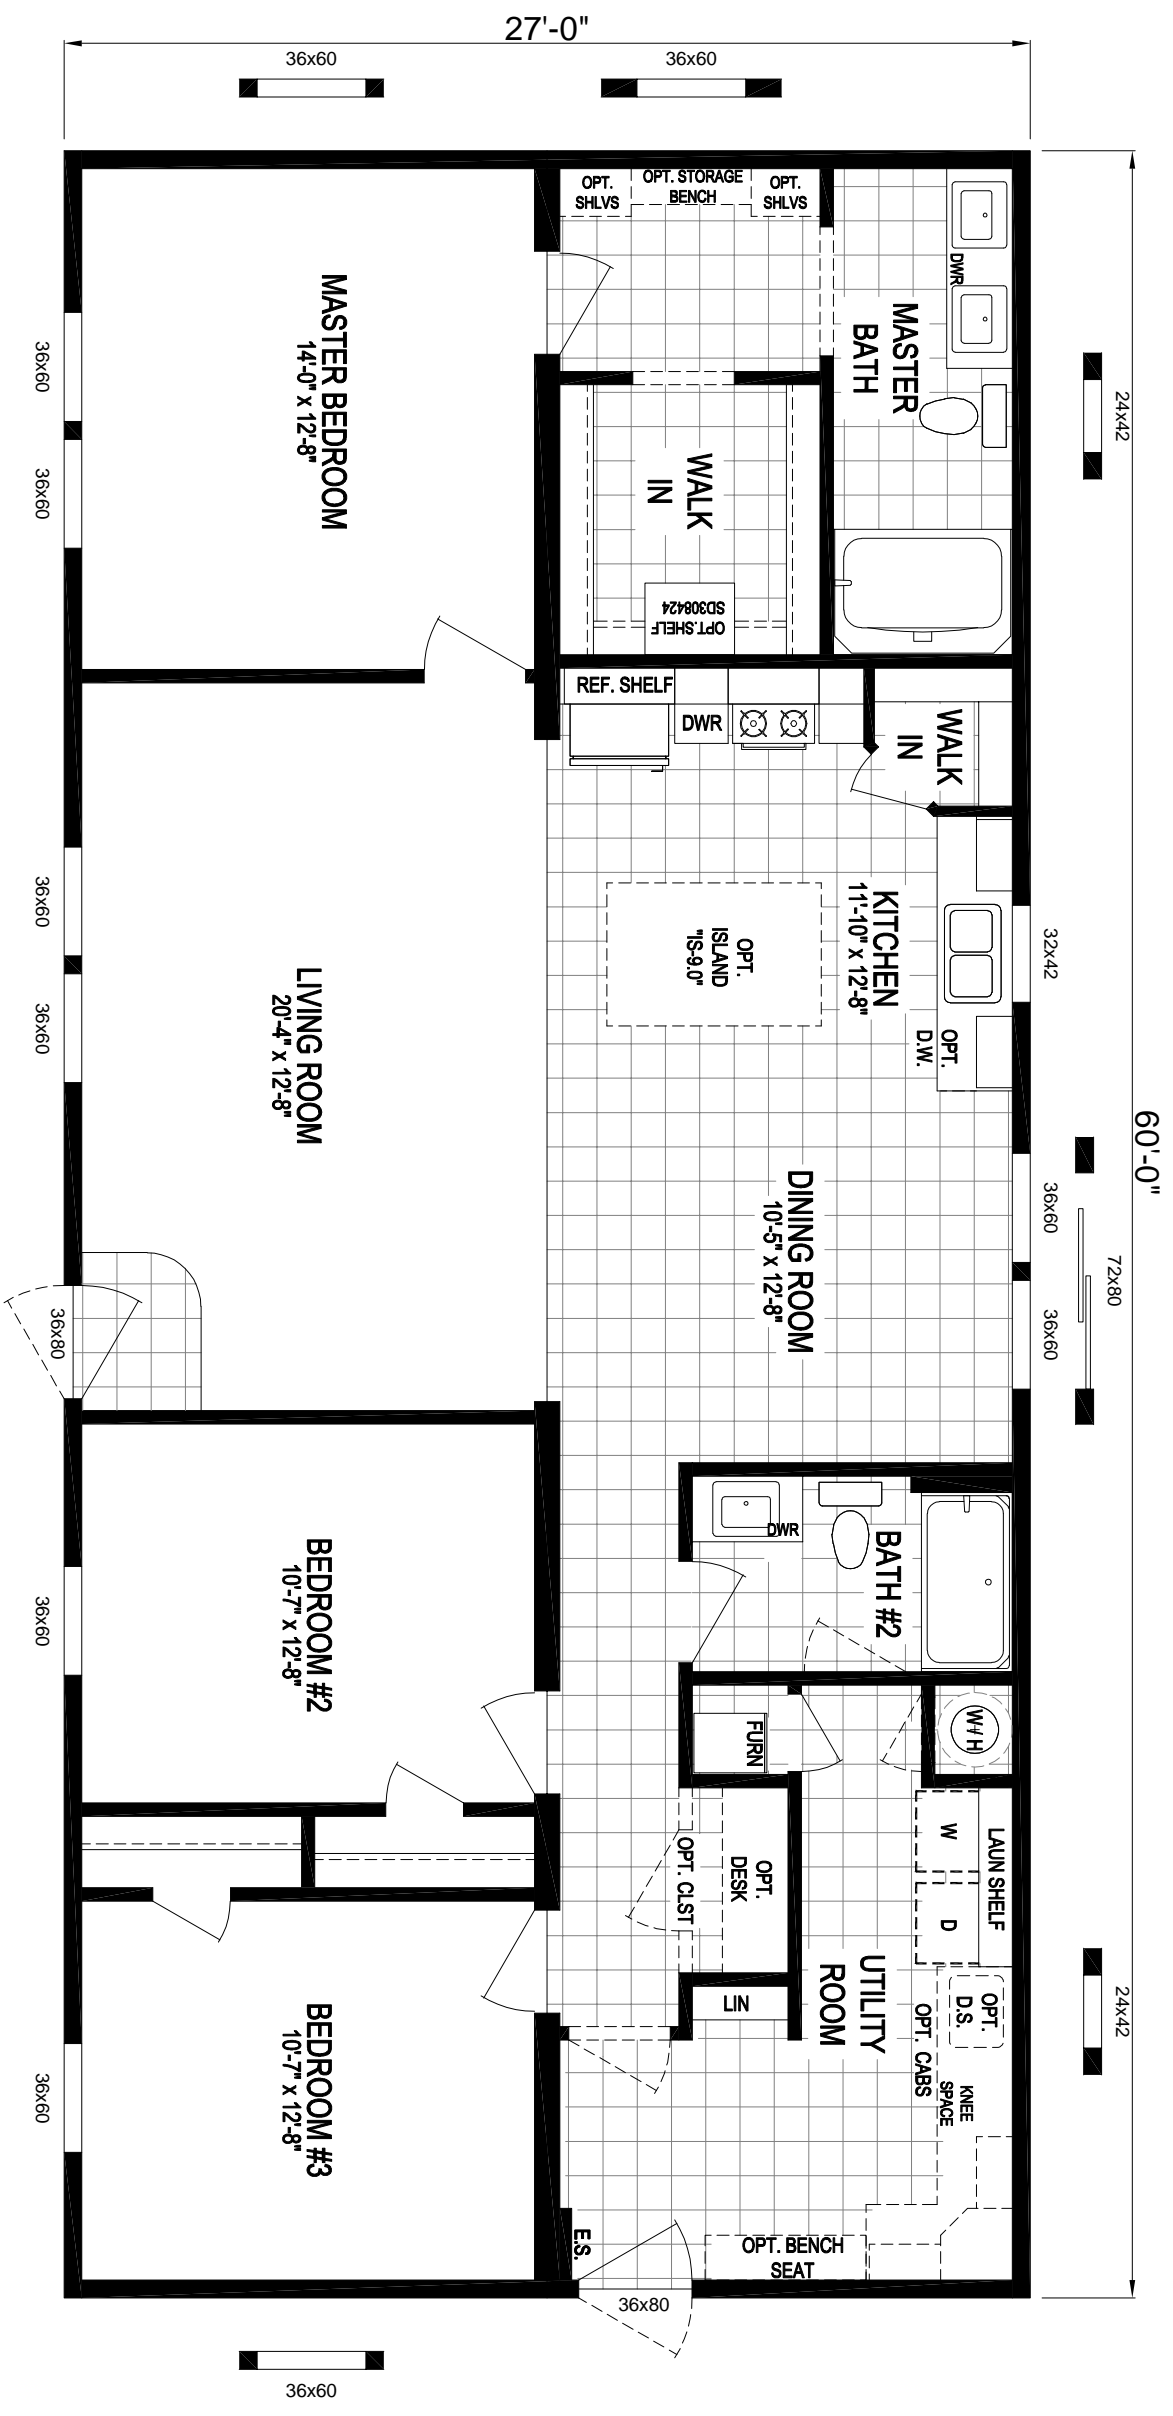 27'-0"
36x60
36x60
OPT.
SHLVS
OPT. STORAGE
BENCH
OPT.
SHLVS
DWR
MASTER
BATH
24x42
MASTER BEDROOM
14'-0" x 12'-8"
36x60
36x60
WALK
IN
OPT.SHELF
SD308424
REF. SHELF
DWR
WALK
IN
KITCHEN
11'-10" x 12'-8"
OPT.
ISLAND
"IS-9.0"
32x42
OPT.
D.W.
LIVING ROOM
20'-4" x 12'-8"
36x60
36x60
60'-0"
DINING ROOM
10'-5" x 12'-8"
36x60
36x60
72x80
36x80
BEDROOM #2
10'-7" x 12'-8"
36x60
DWR
BATH #2
FURN
W/H
OPT.
DESK
OPT. CLST
W
D
LAUN SHELF
UTILITY
ROOM
LIN
OPT.
D.S.
OPT. CABS
KNEE
SPACE
24x42
BEDROOM #3
10'-7" x 12'-8"
36x60
E.S.
OPT. BENCH
SEAT
36x80
36x60